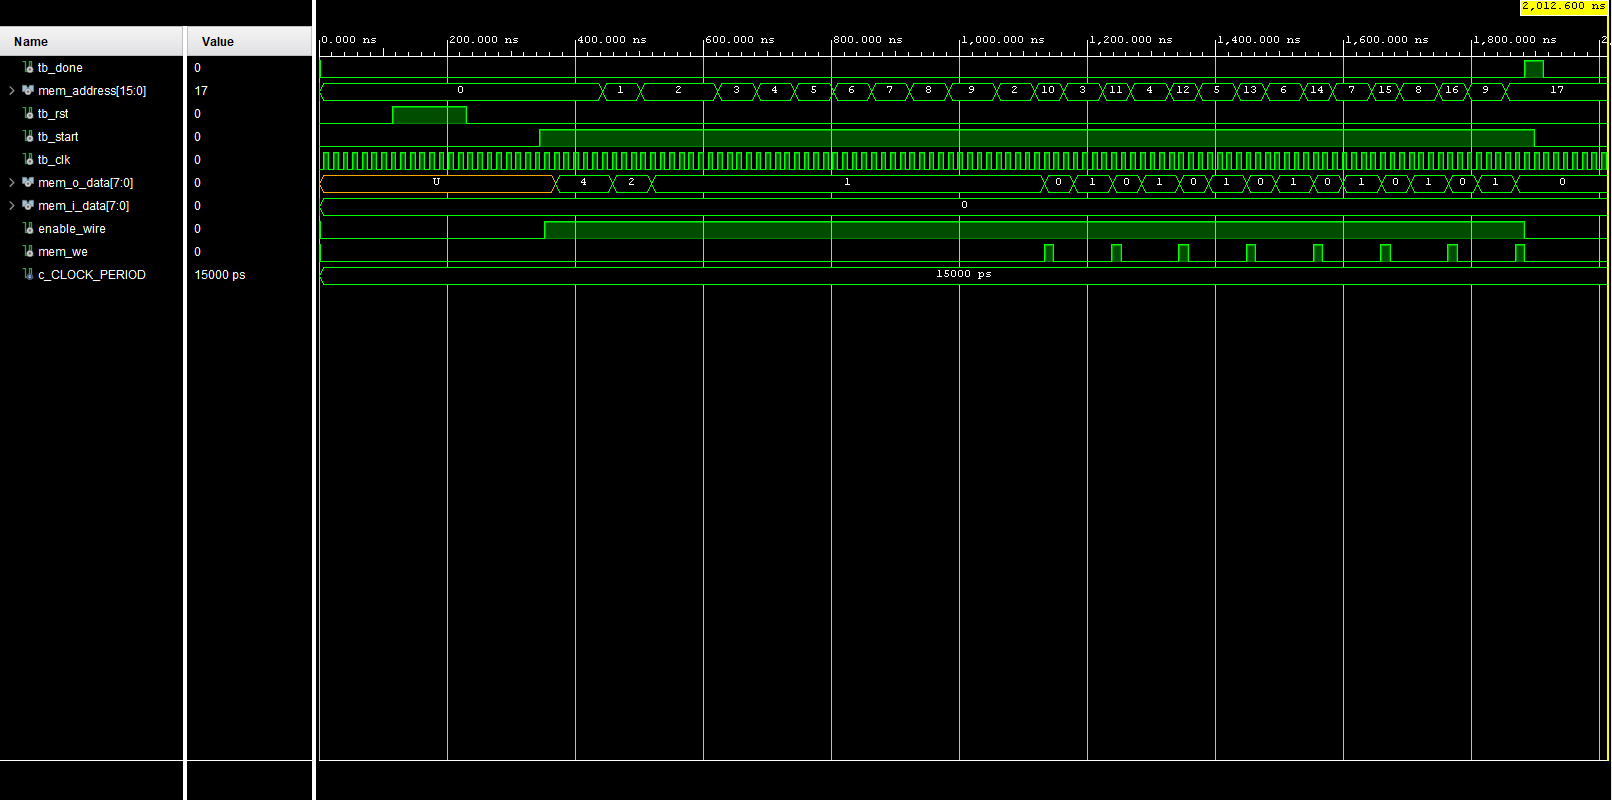 2,012.600 ns
Name Value 0.000 ns 200.000 ns 400.000 ns 600.000 ns 800.000 ns 1,000.000 ns 1,200.000 ns 1,400.000 ns 1,600.000 ns 1,800.000 ns 2
tb_done 0
mem_address[15:0] 17 0 1 2 3 4 5 6 7 8 9 2 10 3 11 4 12 5 13 6 14 7 15 8 16 9 17
tb_rst 0
tb_start 0
tb_clk 0
mem_o_data[7:0] 0 U 4 2 1 0 1 0 1 0 1 0 1 0 1 0 1 0 1 0
mem_i_data[7:0] 0 0
enable_wire 0
mem_we 0
c_CLOCK_PERIOD 15000 ps 15000 ps